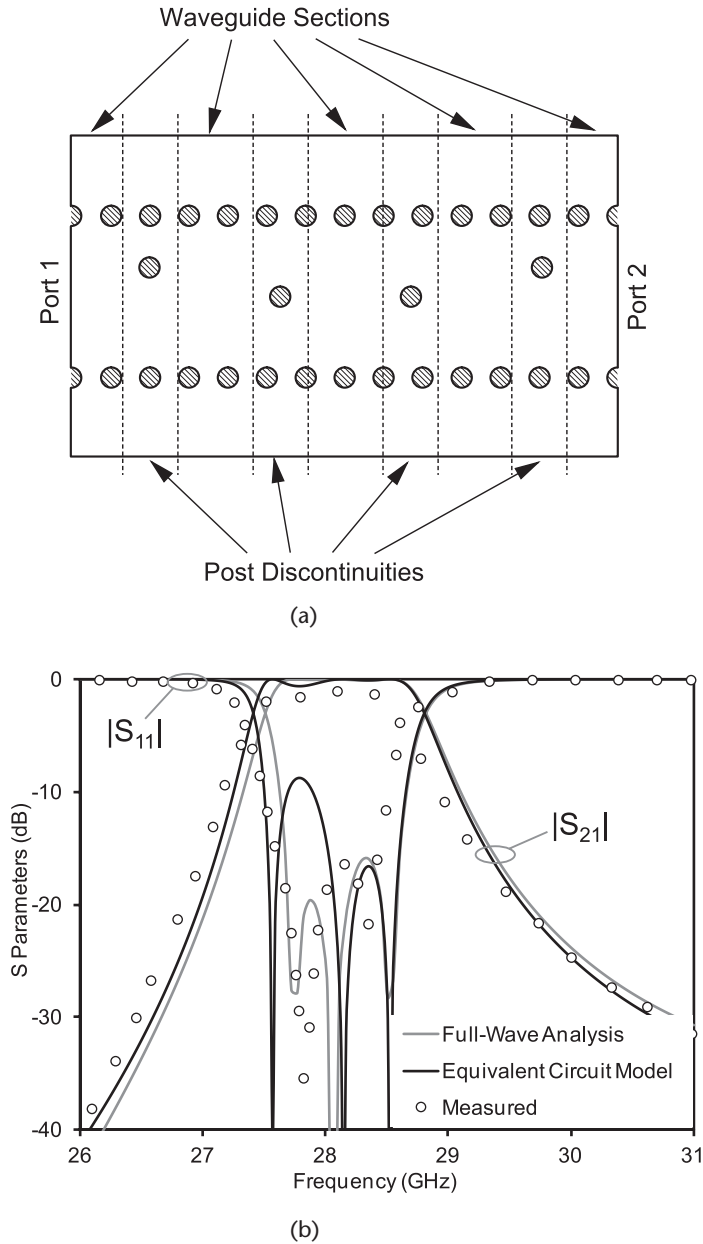 Waveguide Sections
Port 1
Port 2
Post Discontinuities
(a)
0
-10
-20
-30
-40
S Parameters (dB)
|S11|
|S21|
Full-Wave Analysis
Equivalent Circuit Model
Measured
26 27 28 29 30 31
Frequency (GHz)
(b)